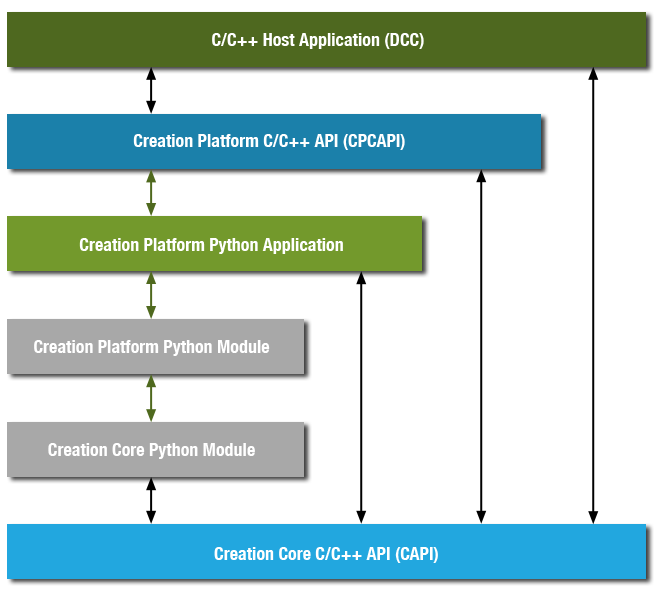 C/C++ Host Application (DCC)
Creation Platform C/C++ API (CPCAPI)
Creation Platform Python Application
Creation Platform Python Module
Creation Core Python Module
Creation Core C/C++ API (CAPI)